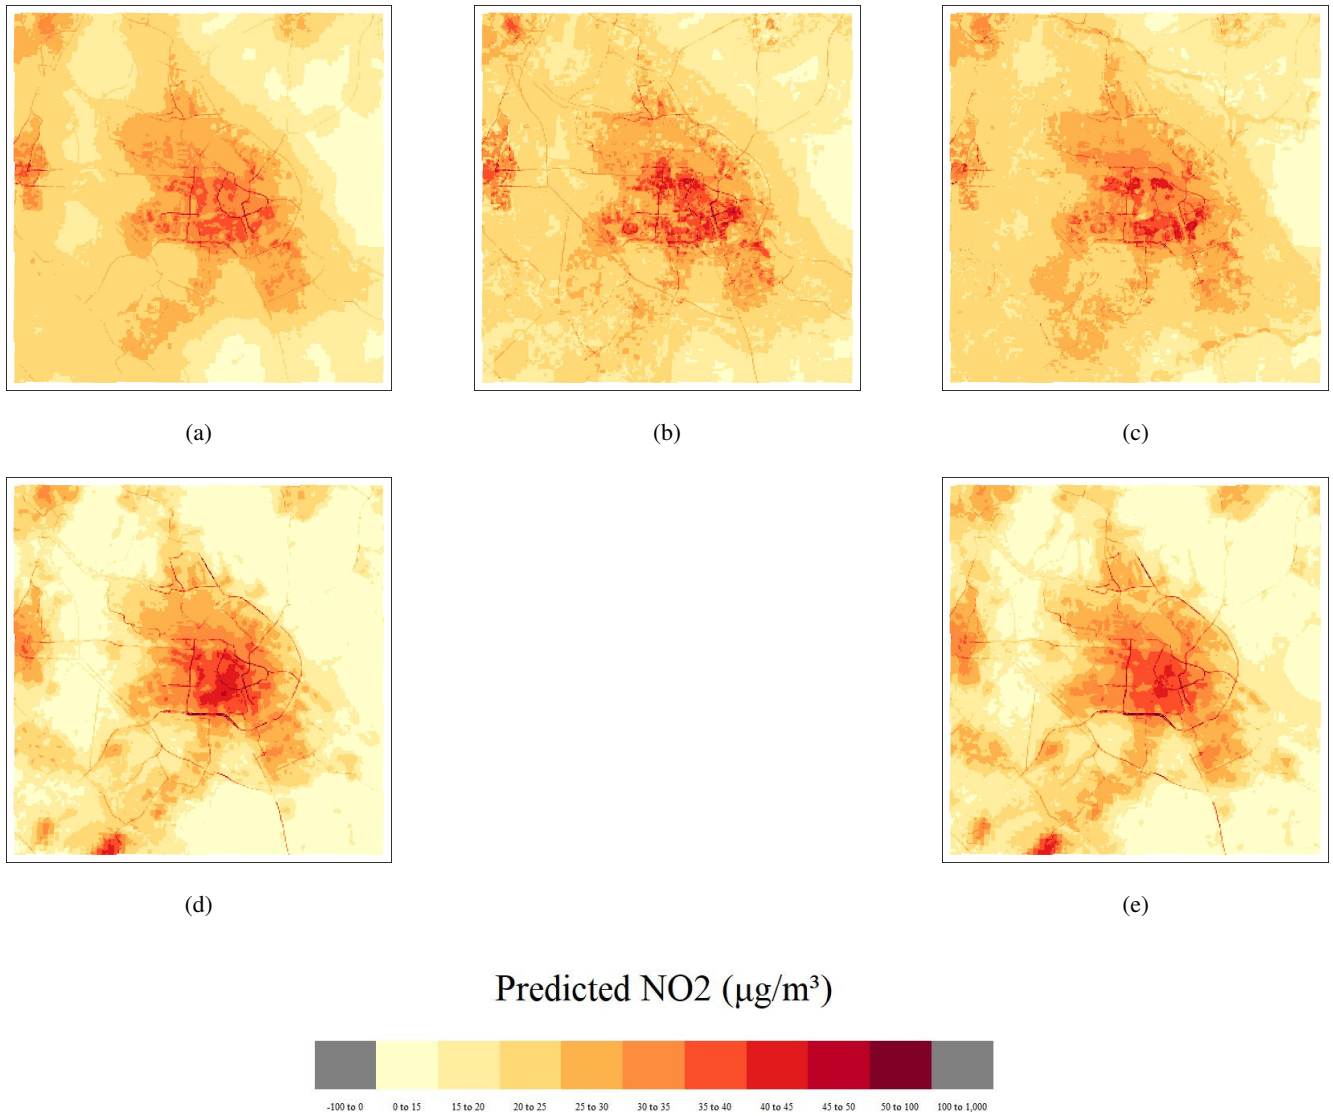 (a)
(b)
(c)
(d)
(e)
Predicted NO2 (μg/m³)
-100 to 0
0 to 15
15 to 20
20 to 25
25 to 30
30 to 35
35 to 40
40 to 45
45 to 50
50 to 100
100 to 1,000